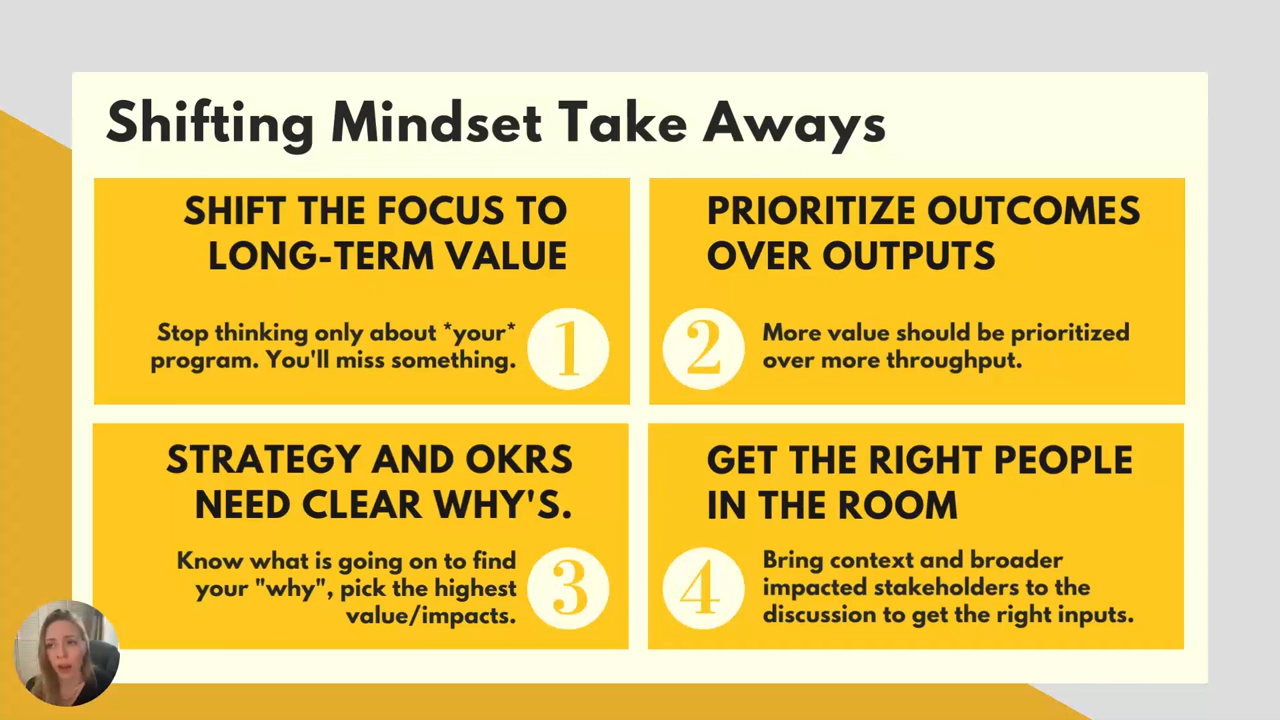 Shifting Mindset Take Aways
SHIFT THE FOCUS TO
LONG-TERM VALUE
Stop thinking only about *your*
program. You'll miss something.
1
PRIORITIZE OUTCOMES
OVER OUTPUTS
2
More value should be prioritized
over more throughput.
STRATEGY AND OKRS
NEED CLEAR WHY'S.
Know what is going on to find
your "why", pick the highest
value/impacts.
3
GET THE RIGHT PEOPLE
IN THE ROOM
4
Bring context and broader
impacted stakeholders to the
discussion to get the right inputs.